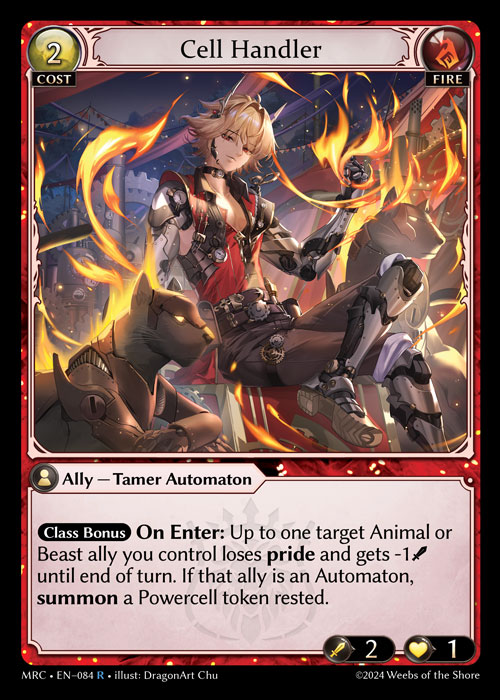 2
Cell Handler
COST
FIRE
Ally — Tamer Automaton
Class Bonus On Enter: Up to one target Animal or
Beast ally you control loses pride and gets -1
until end of turn. If that ally is an Automaton,
summon a Powercell token rested.
2
1
MRC • EN–084 R • illust: DragonArt Chu
©2024 Weebs of the Shore